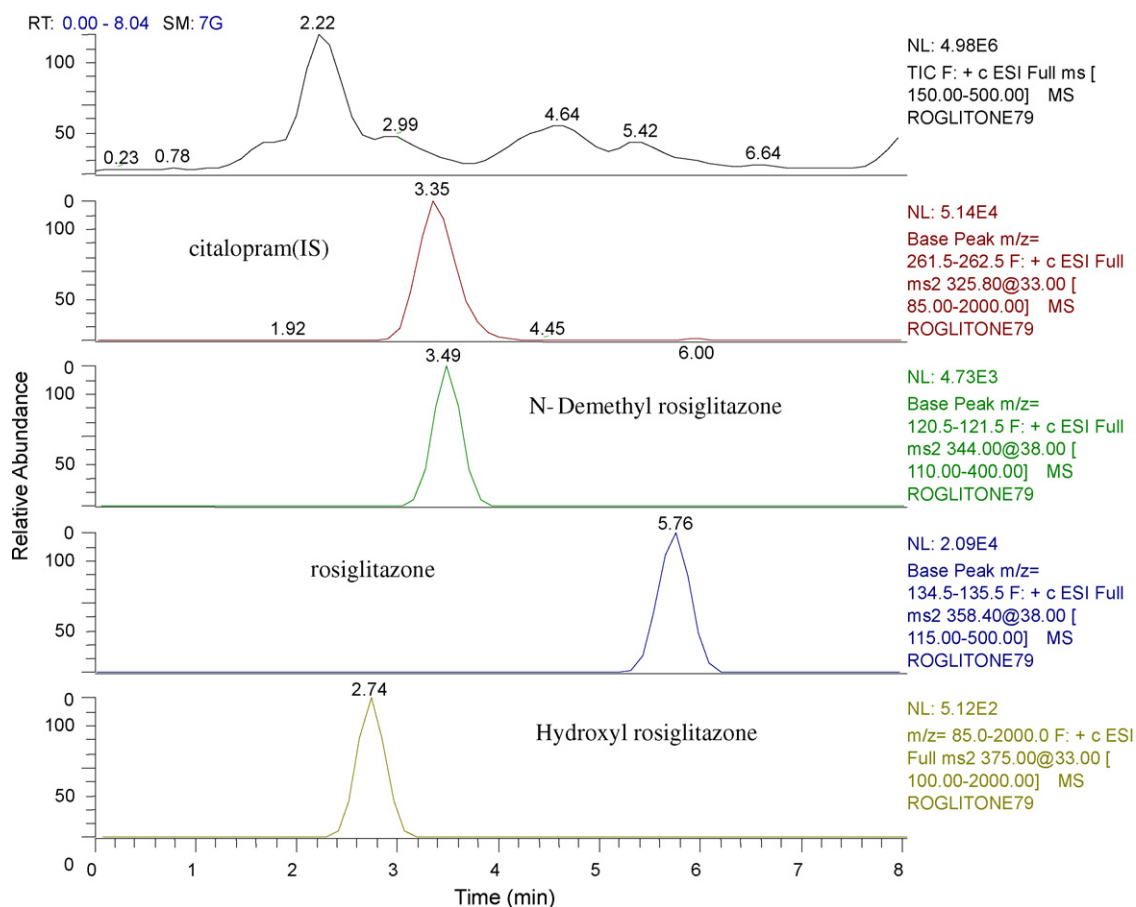 RT: 0.00 - 8.04 SM: 7G
2.22
2.99
4.64
5.42
0.23
0.78
6.64
100
50
0
NL: 4.98E6
TIC F: + c ESI Full ms [
150.00-500.00] MS
ROGLITONE79
3.35
100
50
0
citalopram(IS)
1.92
4.45
6.00
NL: 5.14E4
Base Peak m/z=
261.5-262.5 F: + c ESI Full
ms2 325.80@33.00 [
85.00-2000.00] MS
ROGLITONE79
3.49
100
50
0
N- Demethyl rosiglitazone
NL: 4.73E3
Base Peak m/z=
120.5-121.5 F: + c ESI Full
ms2 344.00@38.00 [
110.00-400.00] MS
ROGLITONE79
Relative Abundance
5.76
100
50
0
rosiglitazone
NL: 2.09E4
Base Peak m/z=
134.5-135.5 F: + c ESI Full
ms2 358.40@38.00 [
115.00-500.00] MS
ROGLITONE79
2.74
100
50
0
Hydroxyl rosiglitazone
NL: 5.12E2
m/z= 85.0-2000.0 F: + c ESI
Full ms2 375.00@33.00 [
100.00-2000.00] MS
ROGLITONE79
0 1 2 3 4 5 6 7 8
Time (min)